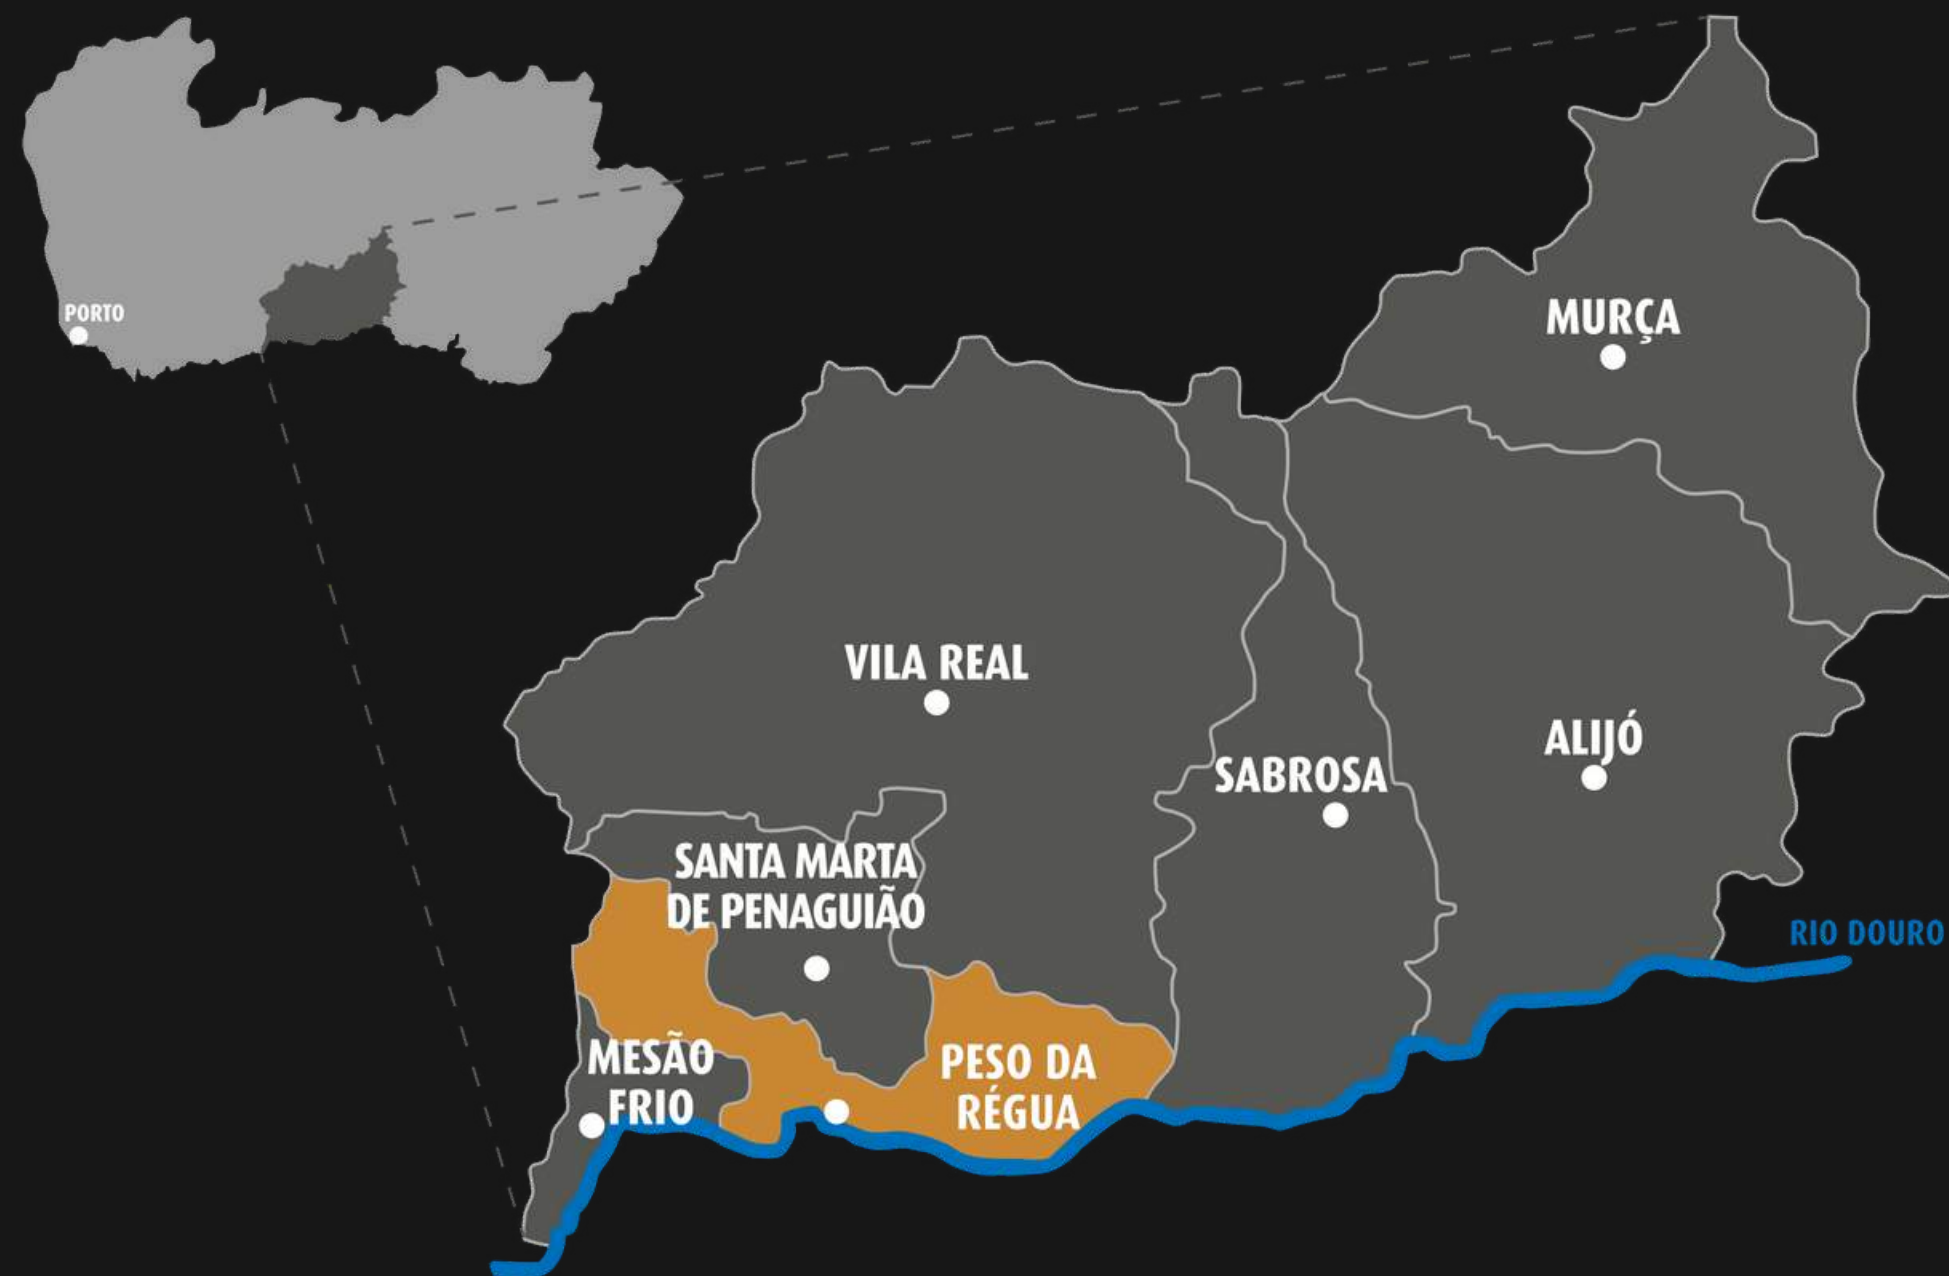 PORTO
MURÇA
VILA REAL
ALIJÓ
SABROSA
SANTA MARTA
DE PENAGUIÃO
RIO DOURO
MESÃO
FRIO
PESO DA
RÉGUA